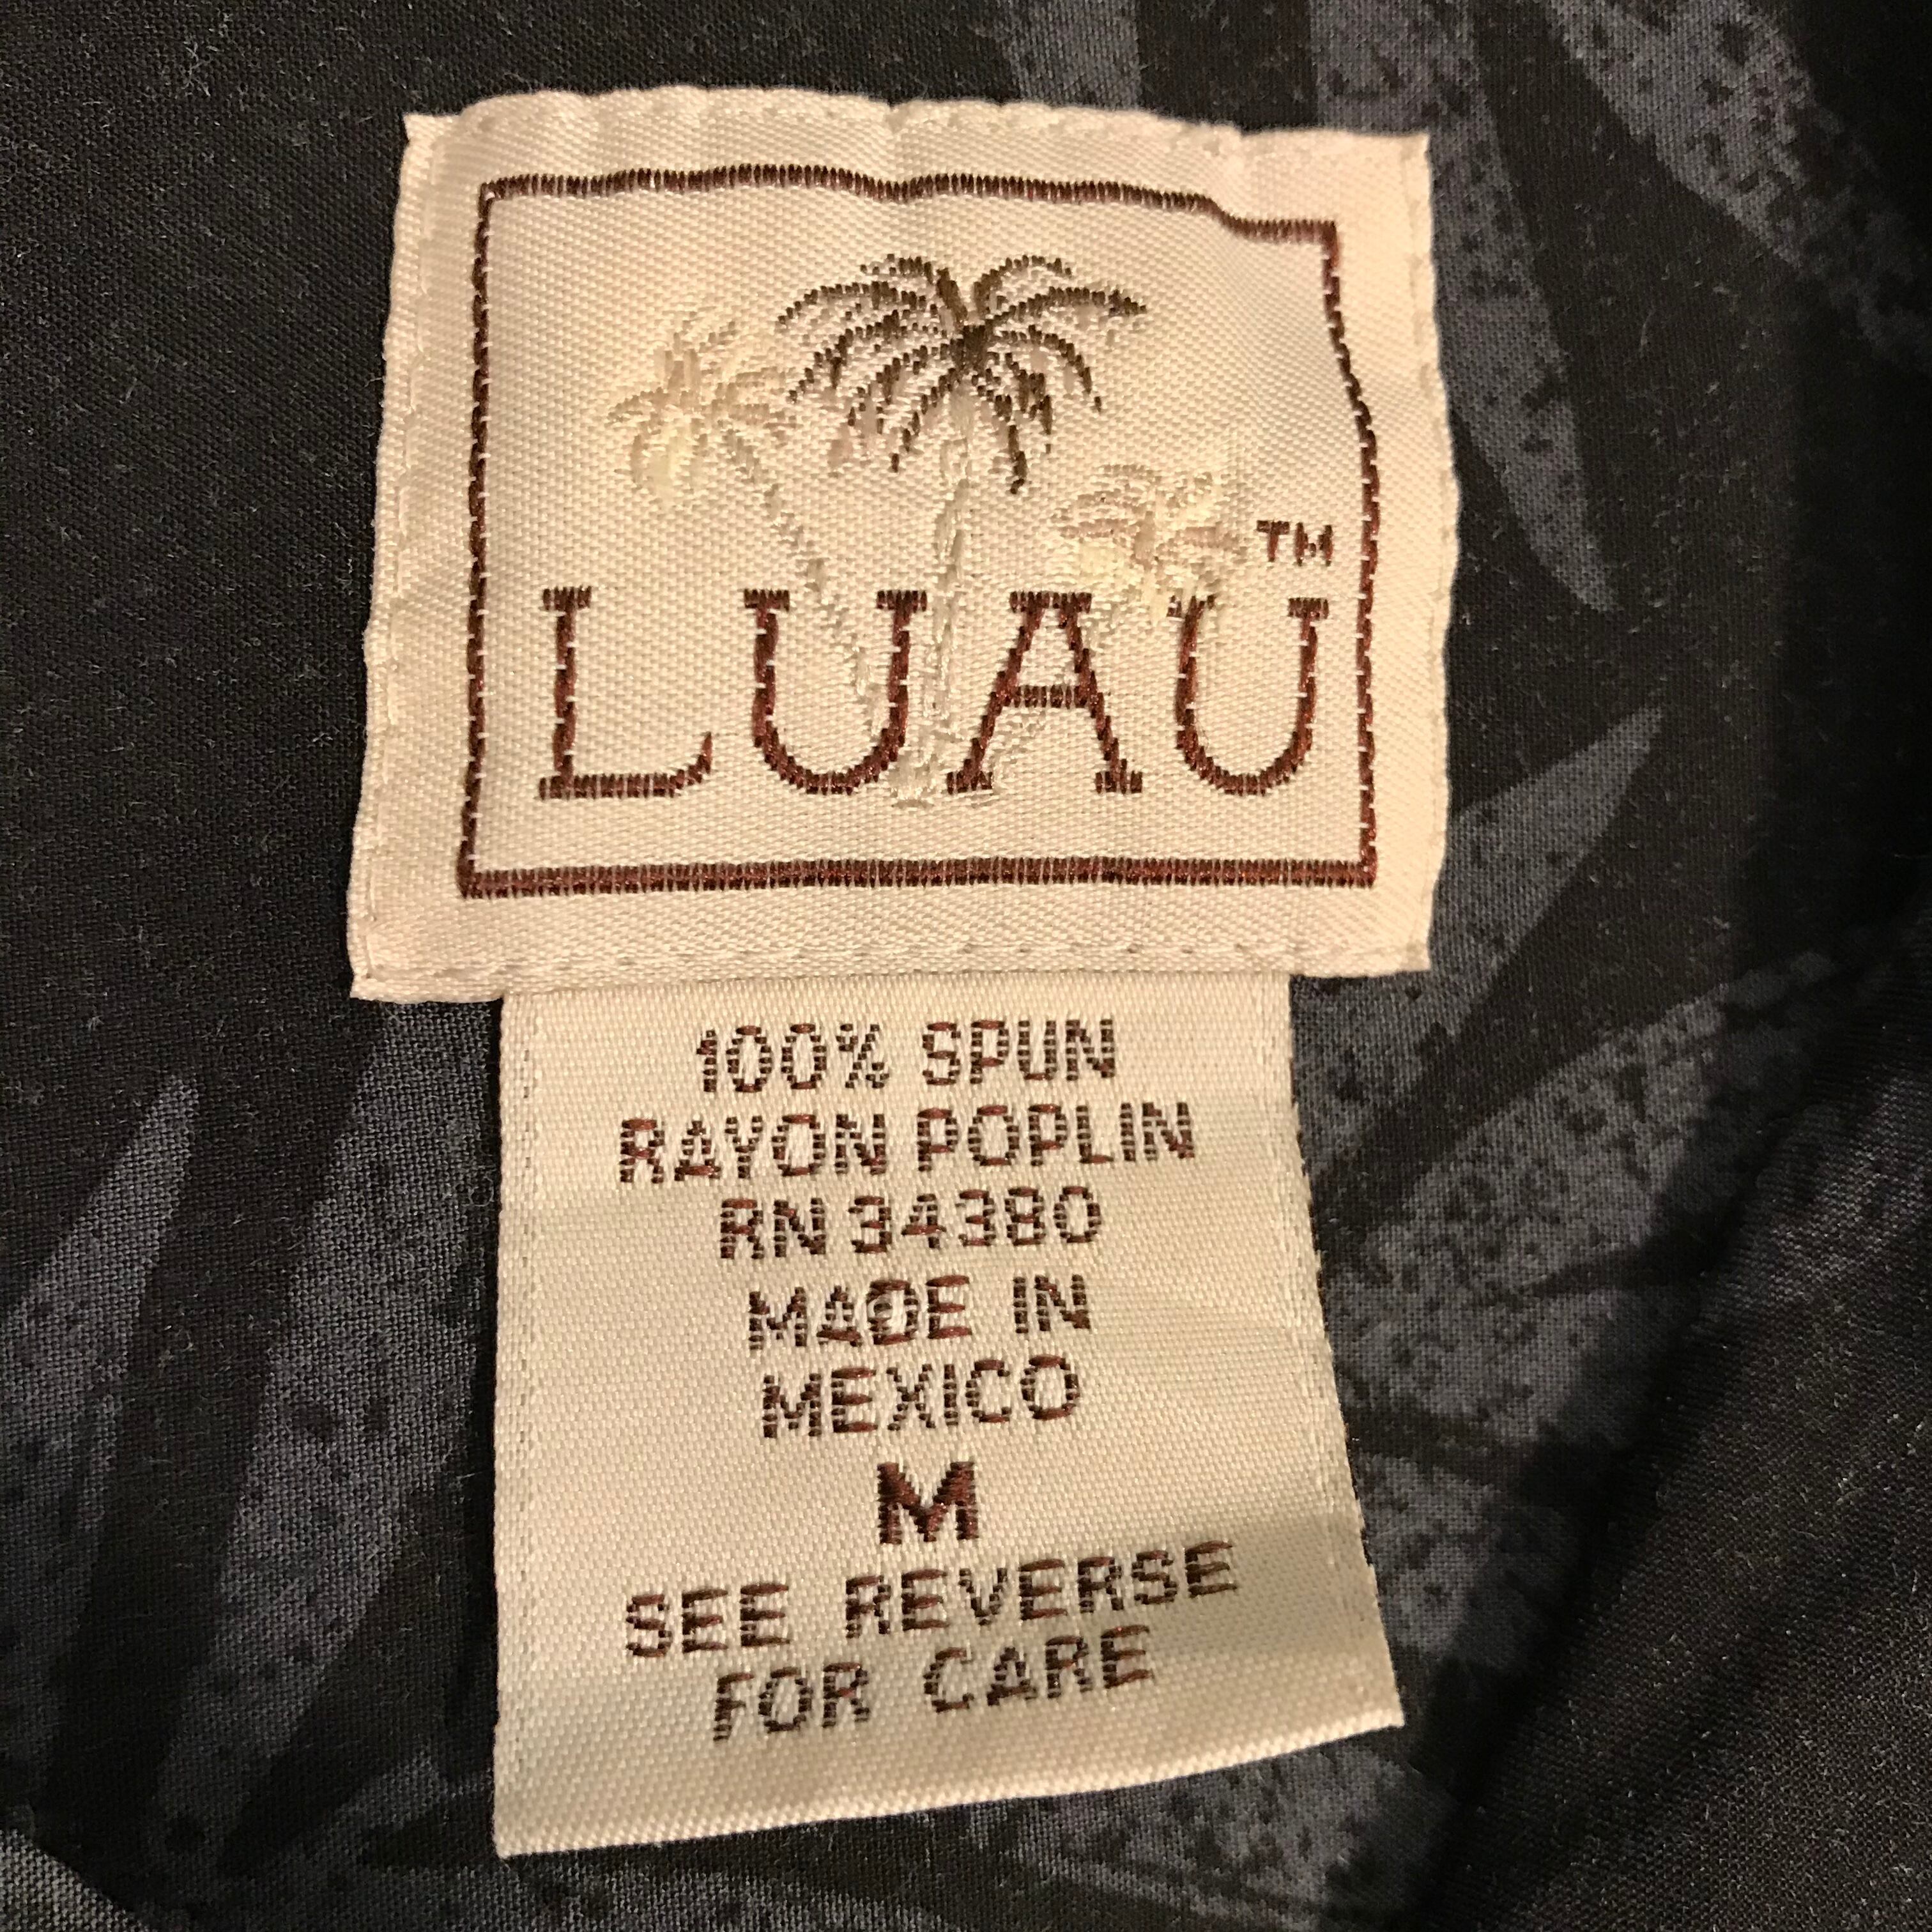 LUAU™
100% SPUN
RAYON POPLIN
RN 34380
MADE IN
MEXICO
M
SEE REVERSE
FOR CARE